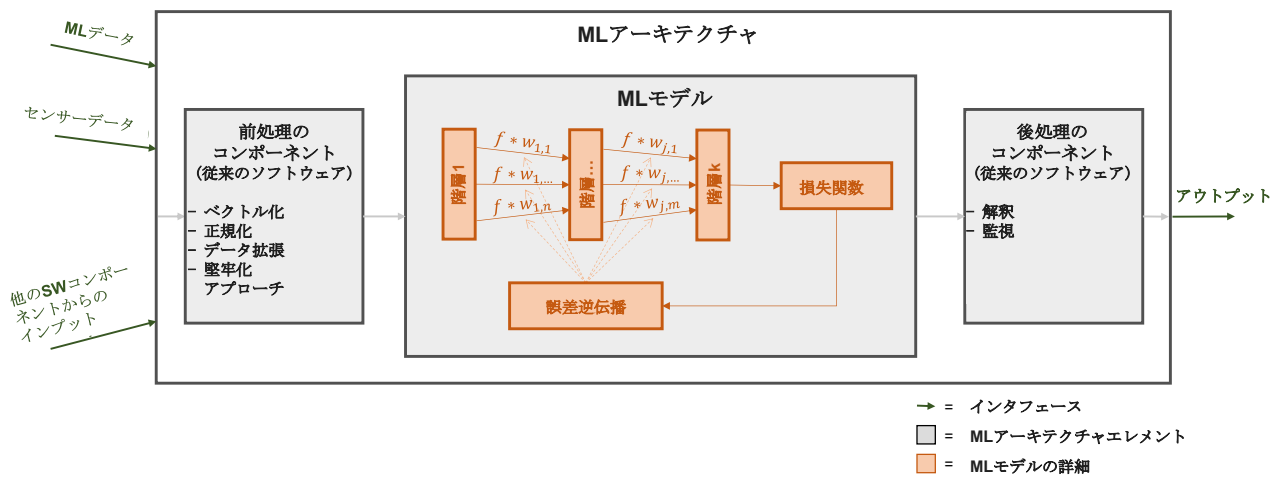 MLアーキテクチャ
MLデータ
センサーデータ
他のSWコンポー
ネントからの
インプット
前処理の
コンポーネント
（従来のソフトウェア）
– ベクトル化
– 正規化
– データ拡張
– 堅牢化
アプローチ
MLモデル
階層1
f * w1,1
f * w1,...
f * w1,n
階層...
f * wj,1
f * wj,...
f * wj,m
階層k
損失関数
誤差逆伝播
後処理の
コンポーネント
（従来のソフトウェア）
– 解釈
– 監視
アウトプット
= インタフェース
= MLアーキテクチャエレメント
= MLモデルの詳細